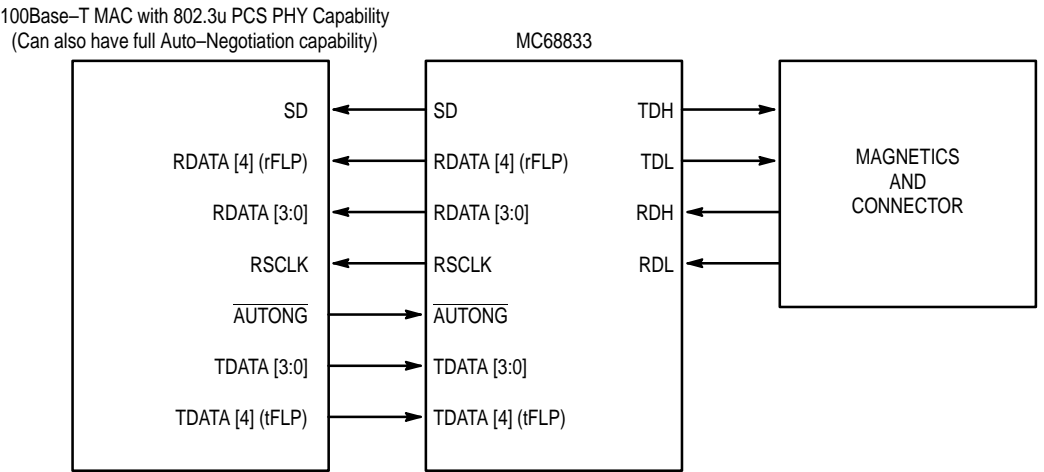 100Base–T MAC with 802.3u PCS PHY Capability
(Can also have full Auto–Negotiation capability)
MC68833
SD
RDATA [4] (rFLP)
RDATA [3:0]
RSCLK
AUTONG
TDATA [3:0]
TDATA [4] (tFLP)
SD
RDATA [4] (rFLP)
RDATA [3:0]
RSCLK
AUTONG
TDATA [3:0]
TDATA [4] (tFLP)
TDH
TDL
RDH
RDL
MAGNETICS
AND
CONNECTOR